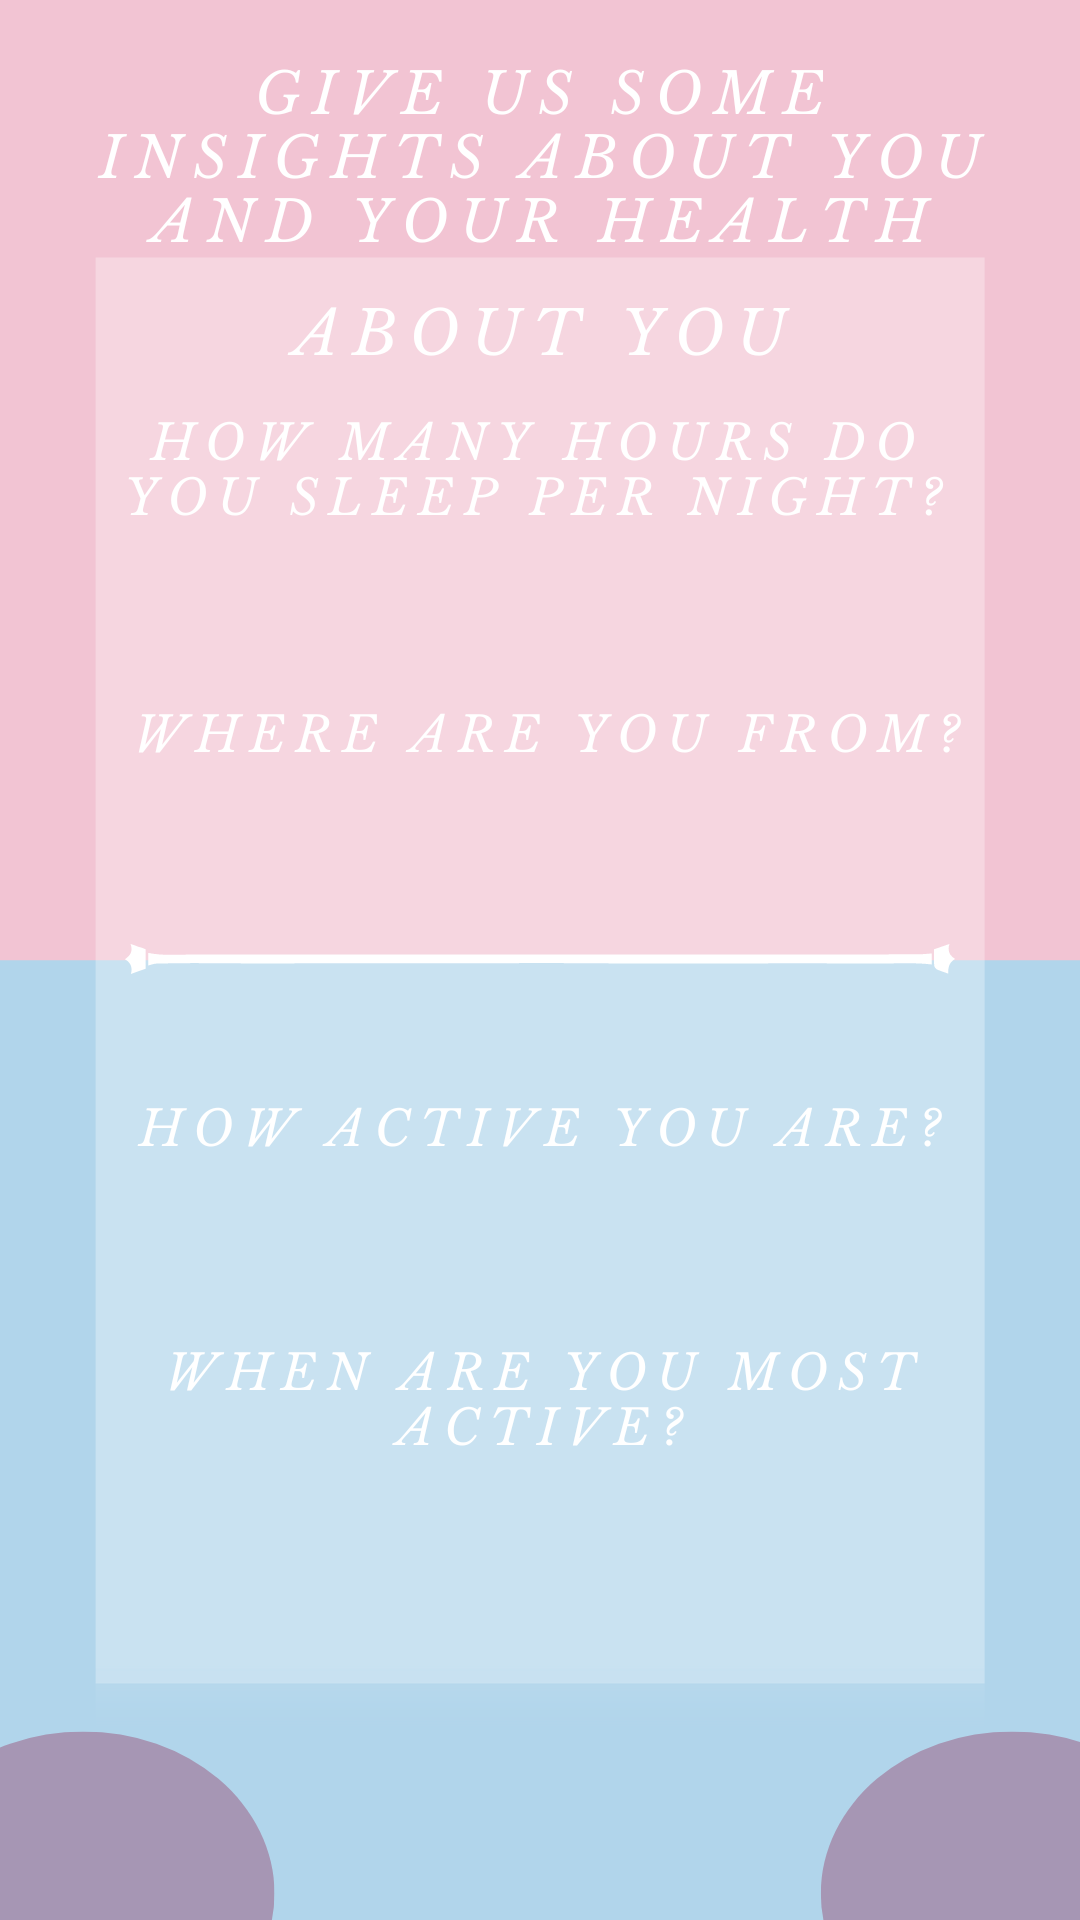 GIVE US SOME
INSIGHTS ABOUT YOU
AND YOUR HEALTH
ABOUT YOU
HOW MANY HOURS DO
YOU SLEEP PER NIGHT?
WHERE ARE YOU FROM?
HOW ACTIVE YOU ARE?
WHEN ARE YOU MOST
ACTIVE?